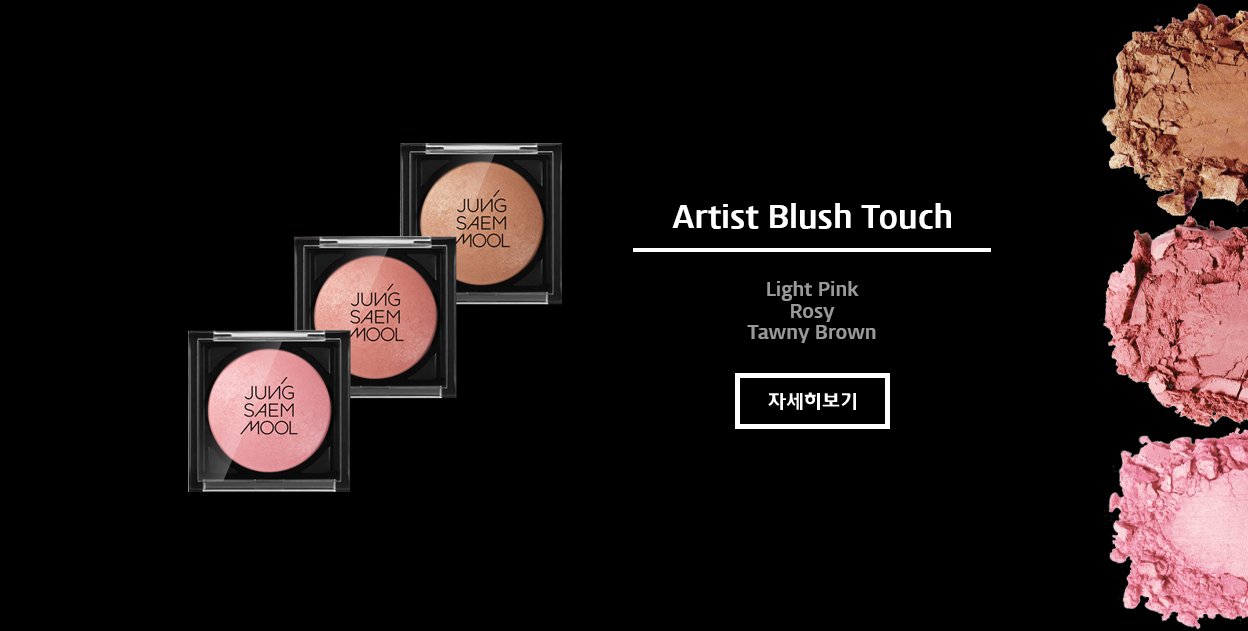 JUNG
SAEM
MOOL
JUNG
SAEM
MOOL
JUNG
SAEM
MOOL
Artist Blush Touch
Light Pink
Rosy
Tawny Brown
자세히보기